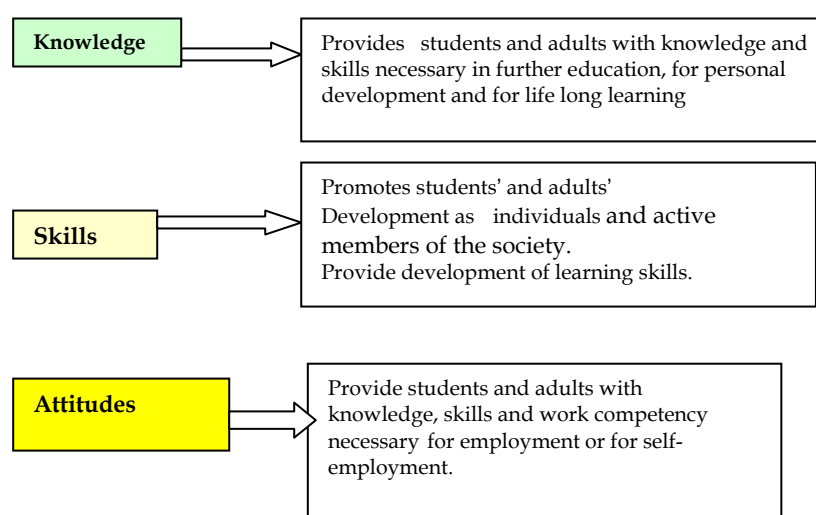 Knowledge
Provides students and adults with knowledge and
skills necessary in further education, for personal
development and for life long learning
Skills
Promotes students' and adults'
Development as individuals and active
members of the society.
Provide development of learning skills.
Attitudes
Provide students and adults with
knowledge, skills and work competency
necessary for employment or for self-
employment.